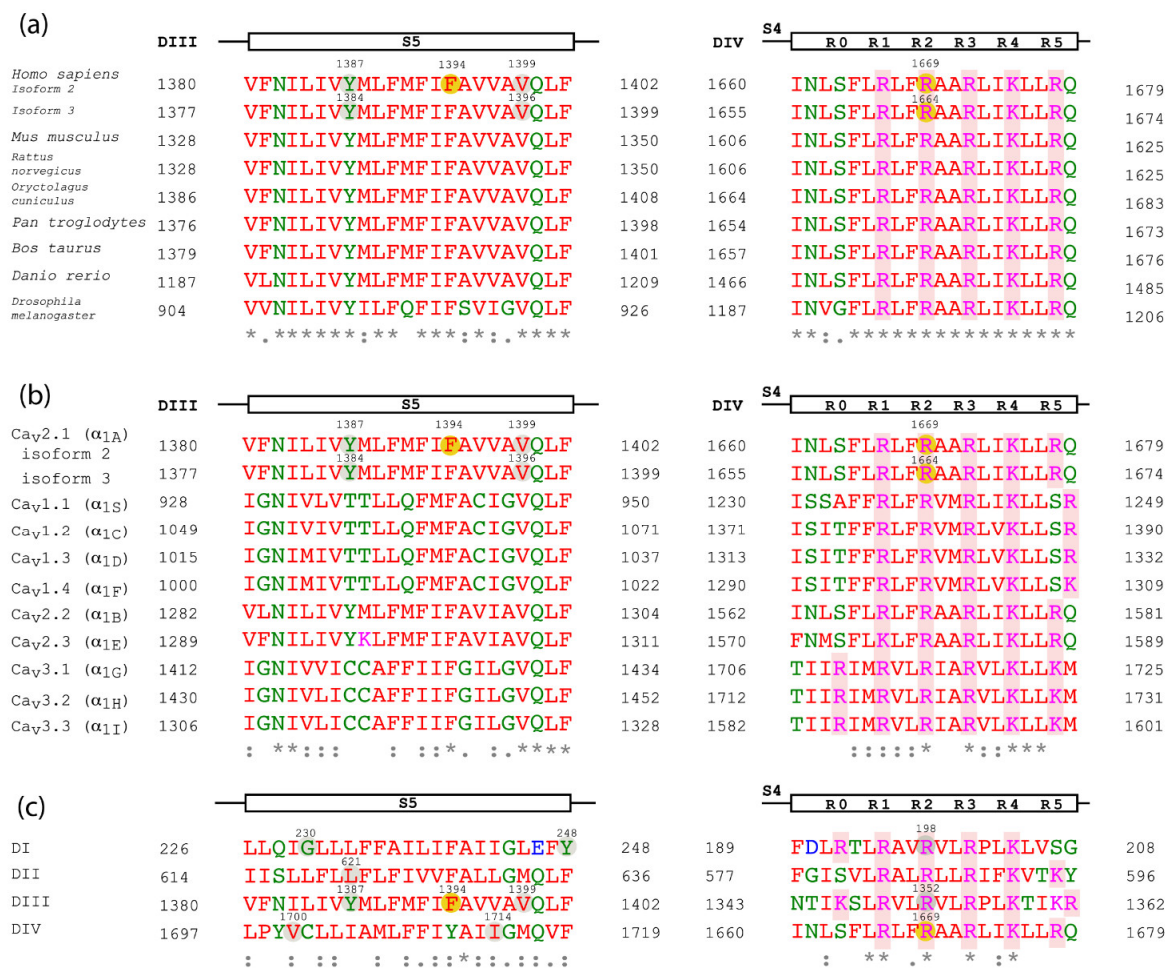 (a)
DIII S5 DIV S4 R0 R1 R2 R3 R4 R5
1387 1394 1399 1669
Homo sapiens Isoform 2 1380 VFNILIVYMLFMFIFAVVAVQLF 1402 1660 INLSFLRLFRAARLIKLLRQ 1679
1384 1396 1664
Isoform 3 1377 VFNILIVYMLFMFIFAVVAVQLF 1399 1655 INLSFLRLFRAARLIKLLRQ 1674
Mus musculus 1328 VFNILIVYMLFMFIFAVVAVQLF 1350 1606 INLSFLRLFRAARLIKLLRQ 1625
Rattus norvegicus 1328 VFNILIVYMLFMFIFAVVAVQLF 1350 1606 INLSFLRLFRAARLIKLLRQ 1625
Oryctolagus cuniculus 1386 VFNILIVYMLFMFIFAVVAVQLF 1408 1664 INLSFLRLFRAARLIKLLRQ 1683
Pan troglodytes 1376 VFNILIVYMLFMFIFAVVAVQLF 1398 1654 INLSFLRLFRAARLIKLLRQ 1673
Bos taurus 1379 VFNILIVYMLFMFIFAVVAVQLF 1401 1657 INLSFLRLFRAARLIKLLRQ 1676
Danio rerio 1187 VLNILIVYMLFMFIFAVVAVQLF 1209 1466 INLSFLRLFRAARLIKLLRQ 1485
Drosophila melanogaster 904 VVNILIVYILFQFIFSVIGVQLF 926 1187 INVGFLRLFRAARLIKLLRQ 1206
*.******:** ***:*:.**** **:.****************
(b)
DIII S5 DIV S4 R0 R1 R2 R3 R4 R5
1387 1394 1399 1669
Cav2.1 (α1A) isoform 2 1380 VFNILIVYMLFMFIFAVVAVQLF 1402 1660 INLSFLRLFRAARLIKLLRQ 1679
1384 1396 1664
isoform 3 1377 VFNILIVYMLFMFIFAVVAVQLF 1399 1655 INLSFLRLFRAARLIKLLRQ 1674
Cav1.1 (α1S) 928 IGNIVLVTTLLQFMFACIGVQLF 950 1230 ISSAFFRLFRVMRLIKLLSR 1249
Cav1.2 (α1C) 1049 IGNIVIVTTLLQFMFACIGVQLF 1071 1371 ISITFFRLFRVMRLVKLLSR 1390
Cav1.3 (α1D) 1015 IGNIMIVTTLLQFMFACIGVQLF 1037 1313 ISITFFRLFRVMRLVKLLSR 1332
Cav1.4 (α1F) 1000 IGNIMIVTTLLQFMFACIGVQLF 1022 1290 ISITFFRLFRVMRLVKLLSK 1309
Cav2.2 (α1B) 1282 VLNILIVYMLFMFIFAVIAVQLF 1304 1562 INLSFLRLFRAARLIKLLRQ 1581
Cav2.3 (α1E) 1289 VFNILIVYKLFMFIFAVIAVQLF 1311 1570 FNMSFLKLFRAARLIKLLRQ 1589
Cav3.1 (α1G) 1412 IGNIVVICCAFFIIFGILGVQLF 1434 1706 TIIRIMRVLRIARVLKLLKM 1725
Cav3.2 (α1H) 1430 IGNIVLICCAFFIIFGILGVQLF 1452 1712 TIIRIMRVLRIARVLKLLKM 1731
Cav3.3 (α1I) 1306 IGNIVLICCAFFIIFGILGVQLF 1328 1582 TIIRIMRVLRIARVLKLLKM 1601
(c)
S5 S4 R0 R1 R2 R3 R4 R5
230 248 198
DI 226 LLQIGLLLFFAILIFAIIGLEFY 248 189 FDLRTLRAVRVLRPLKLVSG 208
621
DII 614 IISLLFLLFLFIVVFALLGMQLF 636 577 FGISVLRALRLLRIFKVTKY 596
1387 1394 1399 1352
DIII 1380 VFNILIVYMLFMFIFAVVAVQLF 1402 1343 NTIKSLRVLRVLRPLKTIKR 1362
1700 1714 1669
DIV 1697 LPYVCLLIAMLFFIYAIIGMQVF 1719 1660 INLSFLRLFRAARLIKLLRQ 1679